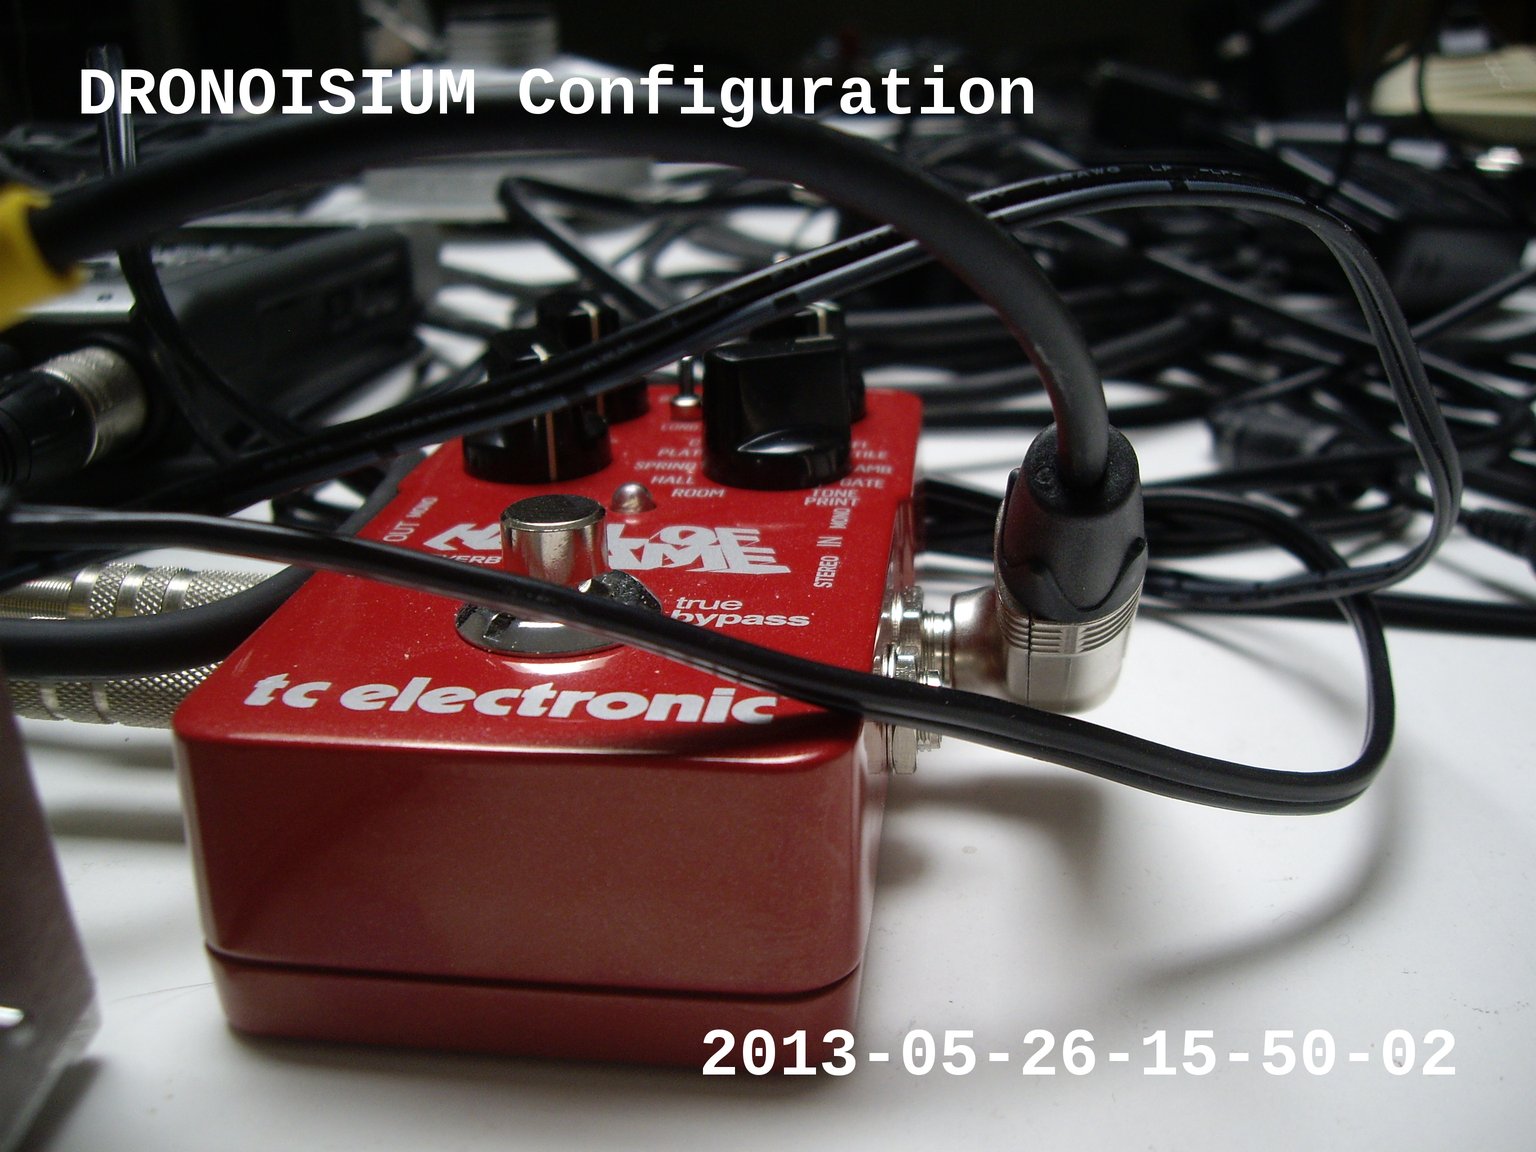 DRONOISIUM Configuration
SPRING
HALL
ROOM
AMB
GATE
TONE
PRINT
OUT MONO
STEREO IN MONO
true
bypass
tc electronic
2013-05-26-15-50-02